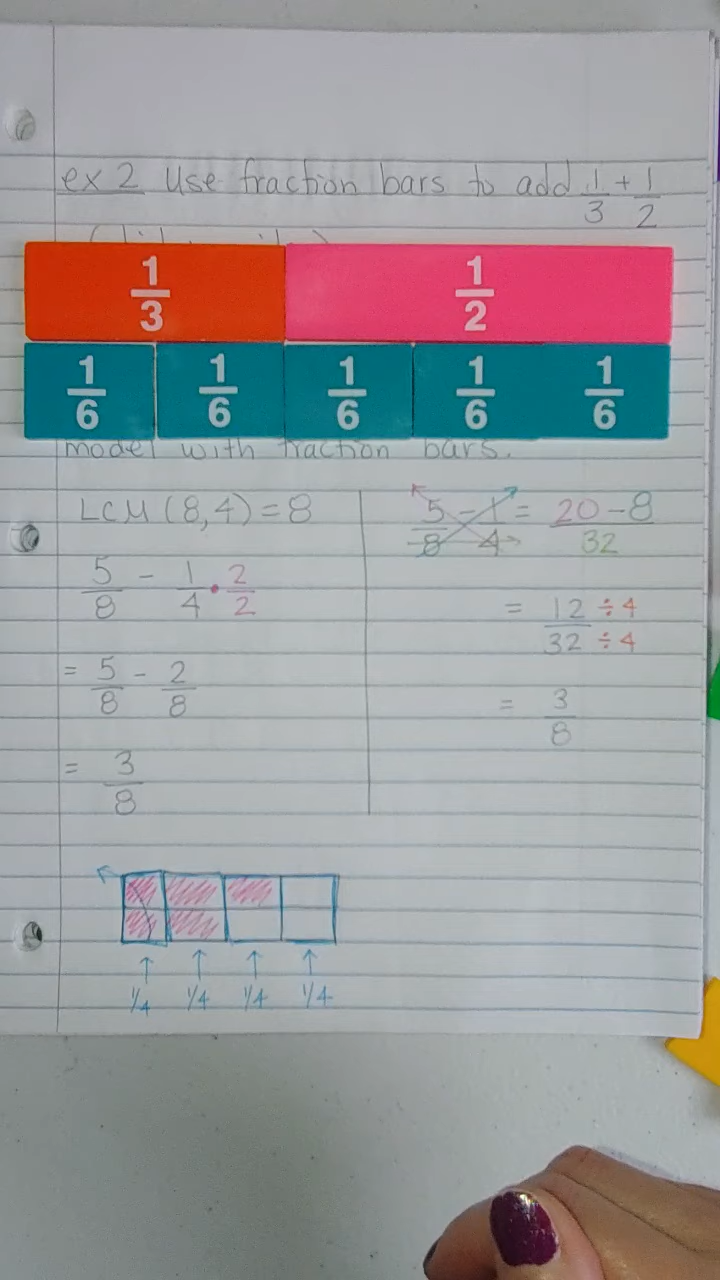 ex 2 Use fraction bars to add 1/3 + 1/2
1/3 1/2
1/6 1/6 1/6 1/6 1/6
model with fraction bars.
LCM (8,4) = 8
5/8 - 1/4 • 2/2
= 5/8 - 2/8
= 3/8
5/8 - 1/4 = 20-8/32
= 12 ÷4/32 ÷4
= 3/8
↑ ↑ ↑ ↑
1/4 1/4 1/4 1/4